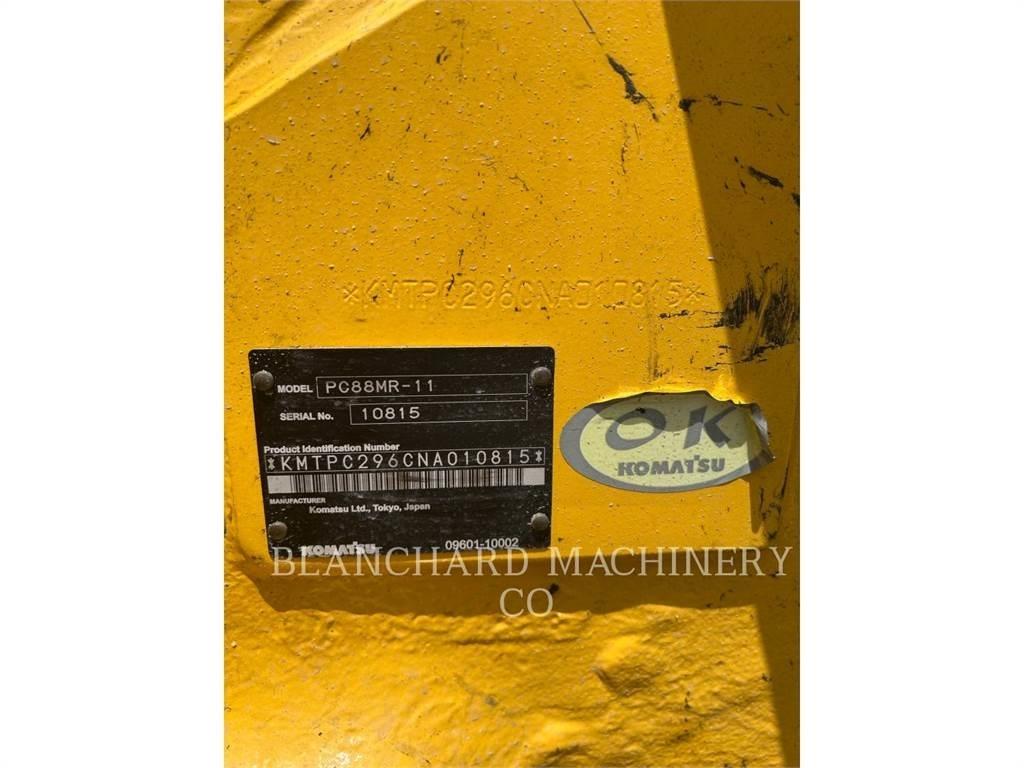 *KMTPC296CNA010815*
MODEL PC88MR-11
SERIAL No. 10815
Product Identification Number
*KMTPC296CNA010815*
MANUFACTURER
Komatsu Ltd., Tokyo, Japan
KOMATSU 09601-10002
OK
KOMATSU
BLANCHARD MACHINERY
CO.